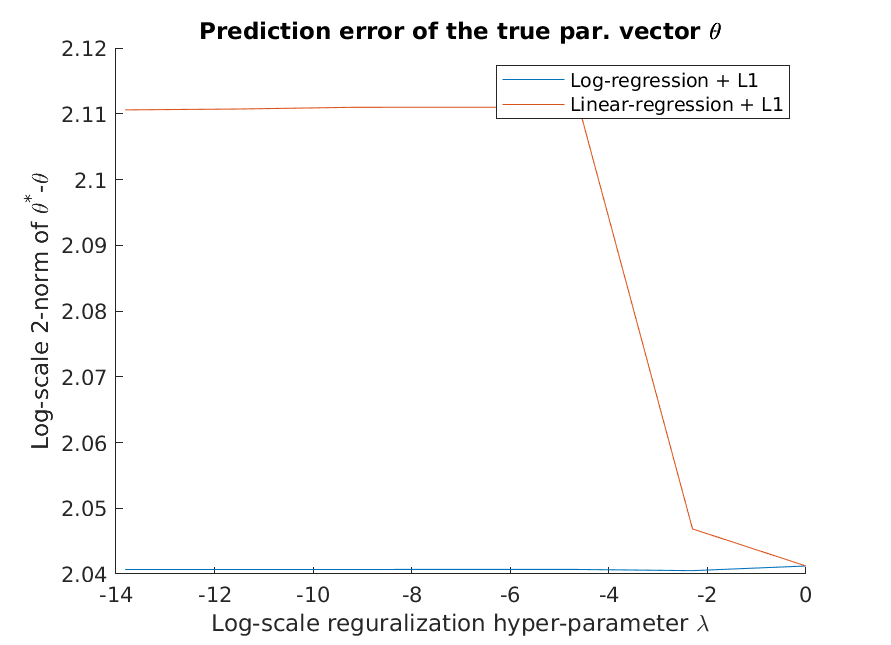 Prediction error of the true par. vector θ
Log-regression + L1
Linear-regression + L1
2.12
2.11
2.1
2.09
2.08
2.07
2.06
2.05
2.04
Log-scale 2-norm of θ*-θ
-14 -12 -10 -8 -6 -4 -2 0
Log-scale reguralization hyper-parameter λ